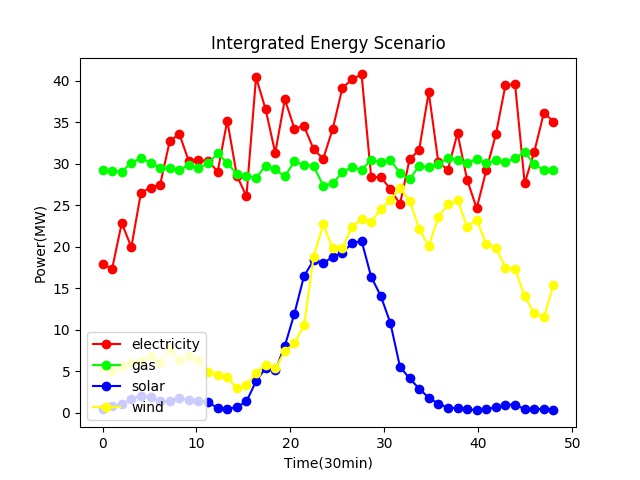 Intergrated Energy Scenario
Power(MW)
40
35
30
25
20
15
10
5
0
electricity
gas
solar
wind
0 10 20 30 40 50
Time(30min)